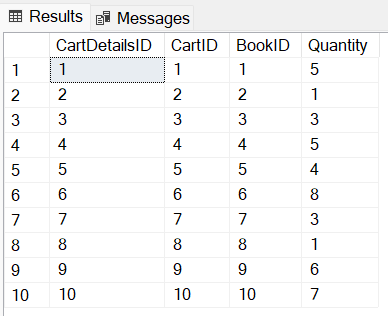 Results Messages
CartDetailsID CartID BookID Quantity
1 1 1 1 5
2 2 2 2 1
3 3 3 3 3
4 4 4 4 5
5 5 5 5 4
6 6 6 6 8
7 7 7 7 3
8 8 8 8 1
9 9 9 9 6
10 10 10 10 7